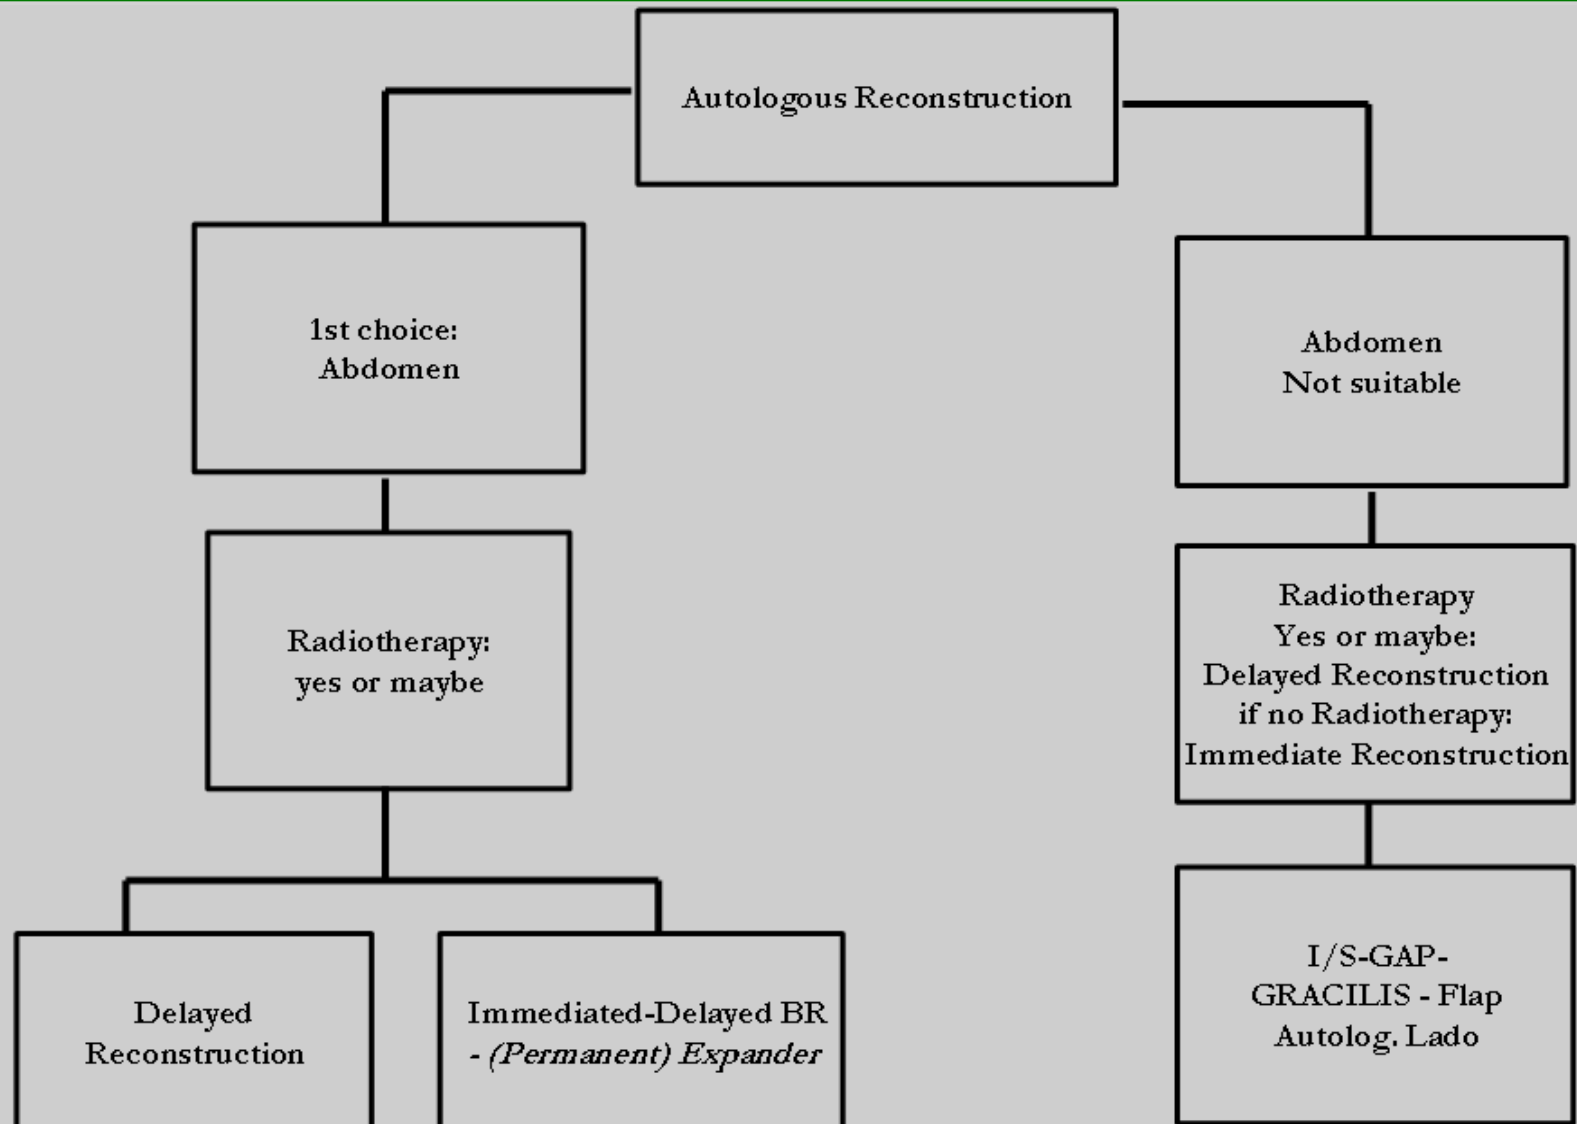 Autologous Reconstruction
1st choice:
Abdomen
Abdomen
Not suitable
Radiotherapy:
yes or maybe
Radiotherapy
Yes or maybe:
Delayed Reconstruction
if no Radiotherapy:
Immediate Reconstruction
Delayed
Reconstruction
Immediated-Delayed BR
- (Permanent) Expander
I/S-GAP-
GRACILIS - Flap
Autolog. Lado